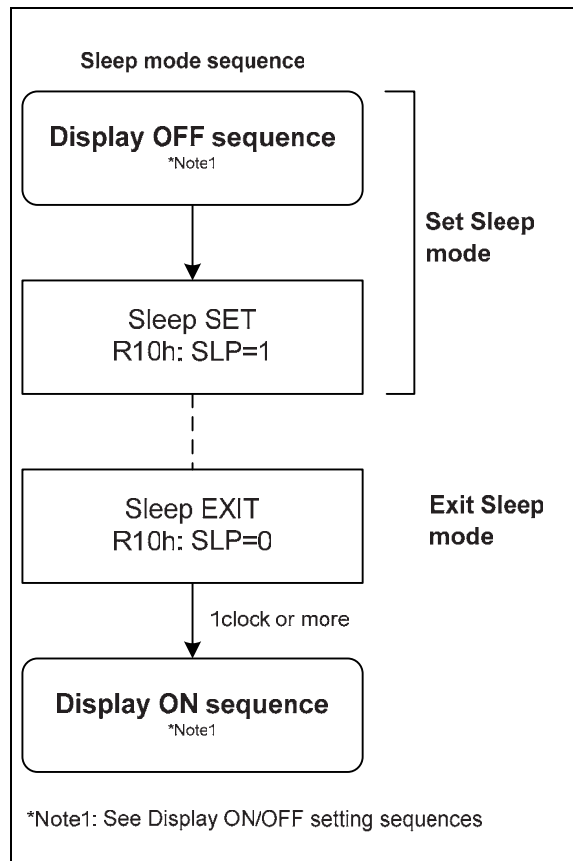 Sleep mode sequence
Display OFF sequence
*Note1
Set Sleep
mode
Sleep SET
R10h: SLP=1
Sleep EXIT
R10h: SLP=0
Exit Sleep
mode
1clock or more
Display ON sequence
*Note1
*Note1: See Display ON/OFF setting sequences